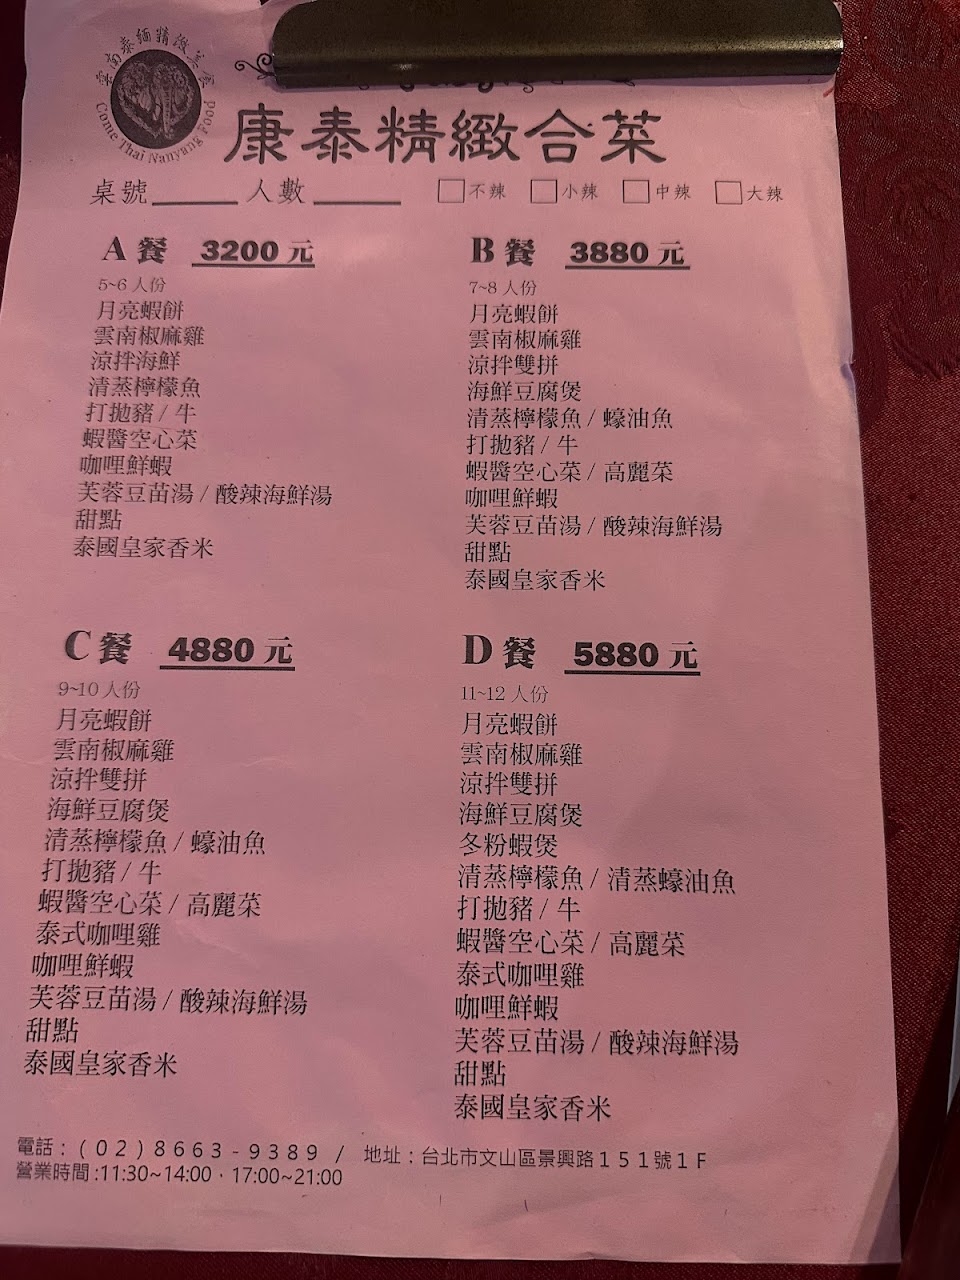 雲南泰緬精緻美食
Come Thai Nanyang Food
康泰精緻合菜
桌號 人數 □不辣 □小辣 □中辣 □大辣
A餐 3200元
5~6人份
月亮蝦餅
雲南椒麻雞
涼拌海鮮
清蒸檸檬魚
打拋豬/牛
蝦醬空心菜
咖哩鮮蝦
芙蓉豆苗湯/酸辣海鮮湯
甜點
泰國皇家香米
B餐 3880元
7~8人份
月亮蝦餅
雲南椒麻雞
涼拌雙拼
海鮮豆腐煲
清蒸檸檬魚/蠔油魚
打拋豬/牛
蝦醬空心菜/高麗菜
咖哩鮮蝦
芙蓉豆苗湯/酸辣海鮮湯
甜點
泰國皇家香米
C餐 4880元
9~10人份
月亮蝦餅
雲南椒麻雞
涼拌雙拼
海鮮豆腐煲
清蒸檸檬魚/蠔油魚
打拋豬/牛
蝦醬空心菜/高麗菜
泰式咖哩雞
咖哩鮮蝦
芙蓉豆苗湯/酸辣海鮮湯
甜點
泰國皇家香米
D餐 5880元
11~12人份
月亮蝦餅
雲南椒麻雞
涼拌雙拼
海鮮豆腐煲
冬粉蝦煲
清蒸檸檬魚/清蒸蠔油魚
打拋豬/牛
蝦醬空心菜/高麗菜
泰式咖哩雞
咖哩鮮蝦
芙蓉豆苗湯/酸辣海鮮湯
甜點
泰國皇家香米
電話：(02)8663-9389 / 地址：台北市文山區景興路151號1F
營業時間:11:30~14:00，17:00~21:00